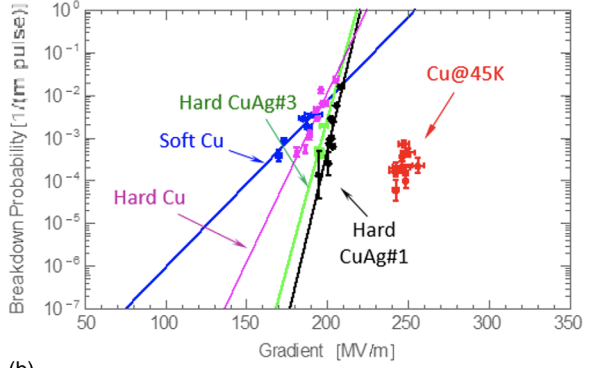 Breakdown Probability [1/(m pulse)]
10⁰
10⁻¹
10⁻²
10⁻³
10⁻⁴
10⁻⁵
10⁻⁶
10⁻⁷
Cu@45K
Hard CuAg#3
Soft Cu
Hard Cu
Hard
CuAg#1
50
100
150
200
250
300
350
Gradient [MV/m]
(b)